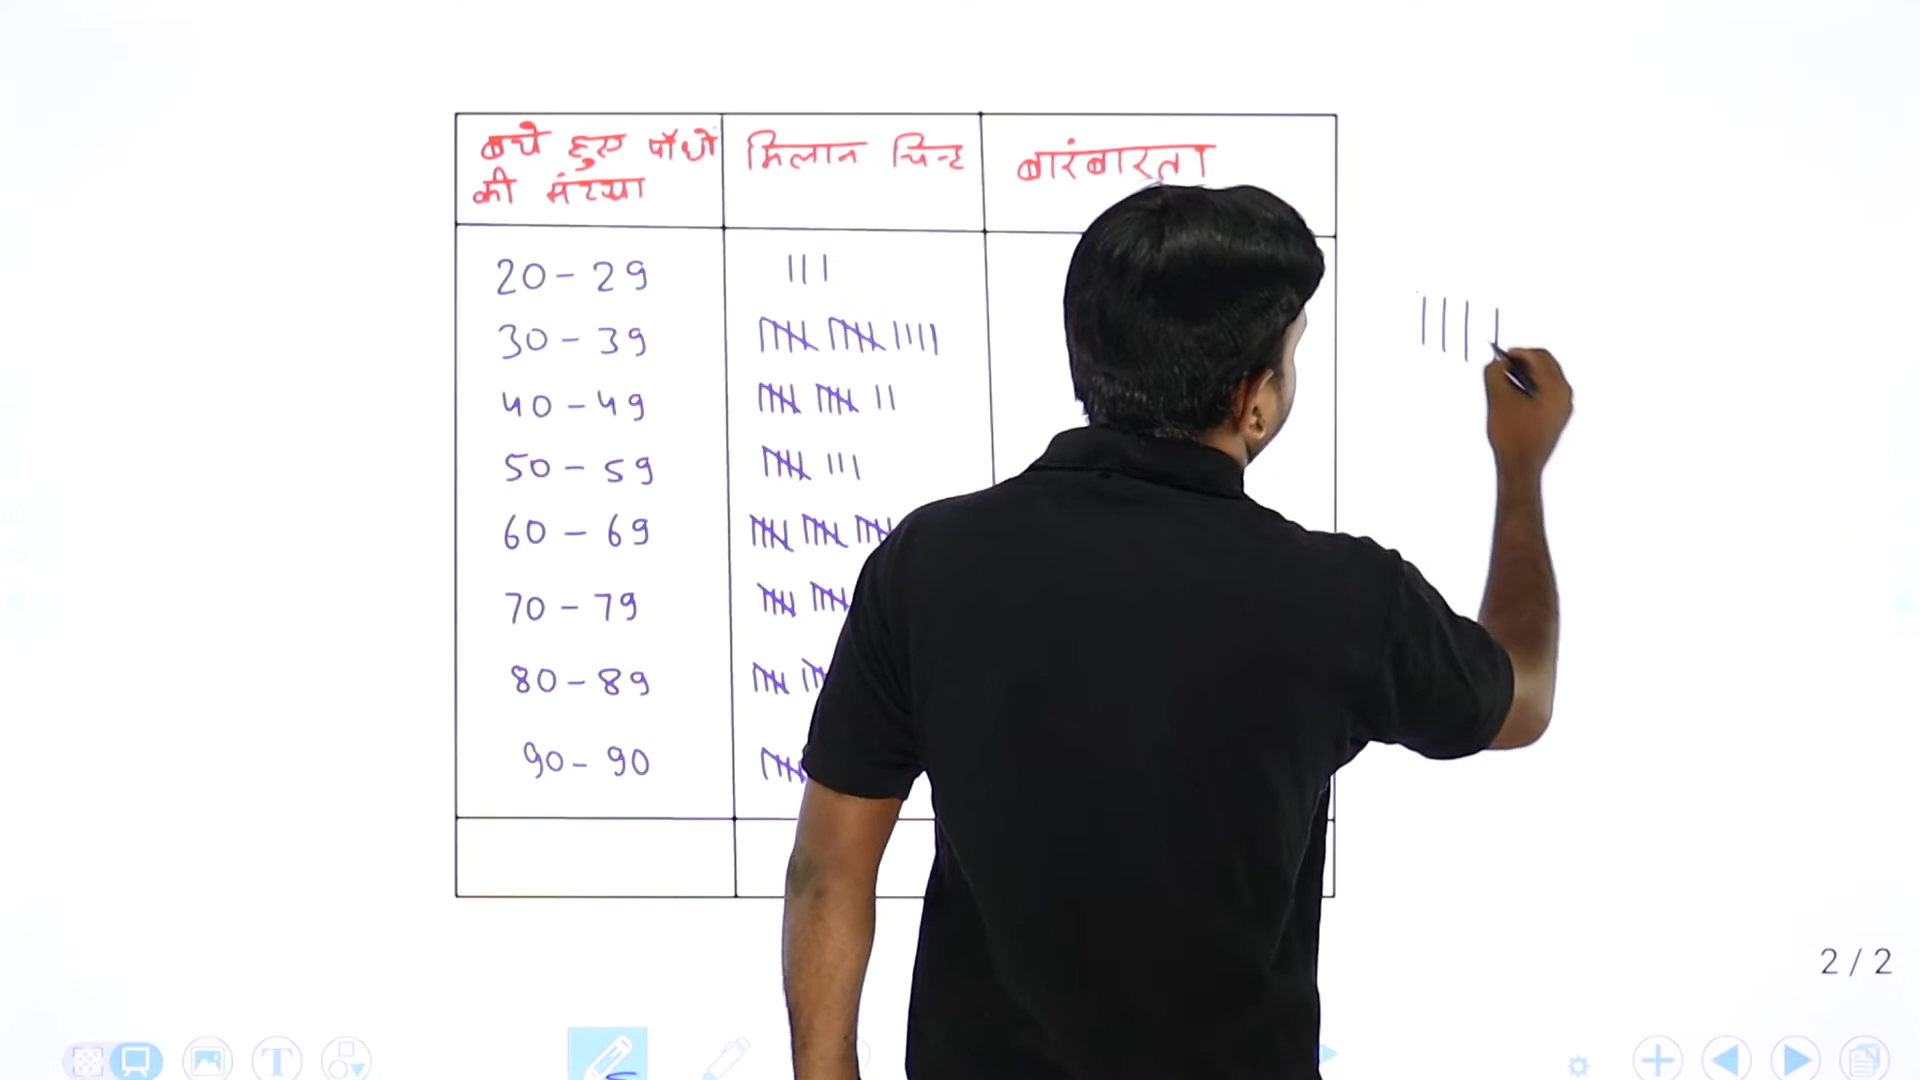 बचे हुए पौधों
की संख्या
मिलान चिन्ह
बारंबारता
20 - 29 |||
30 - 39 |||| |||| ||||
40 - 49 |||| |||| ||
50 - 59 |||| |||
60 - 69
70 - 79
80 - 89
90 - 90
||||
2 / 2
T